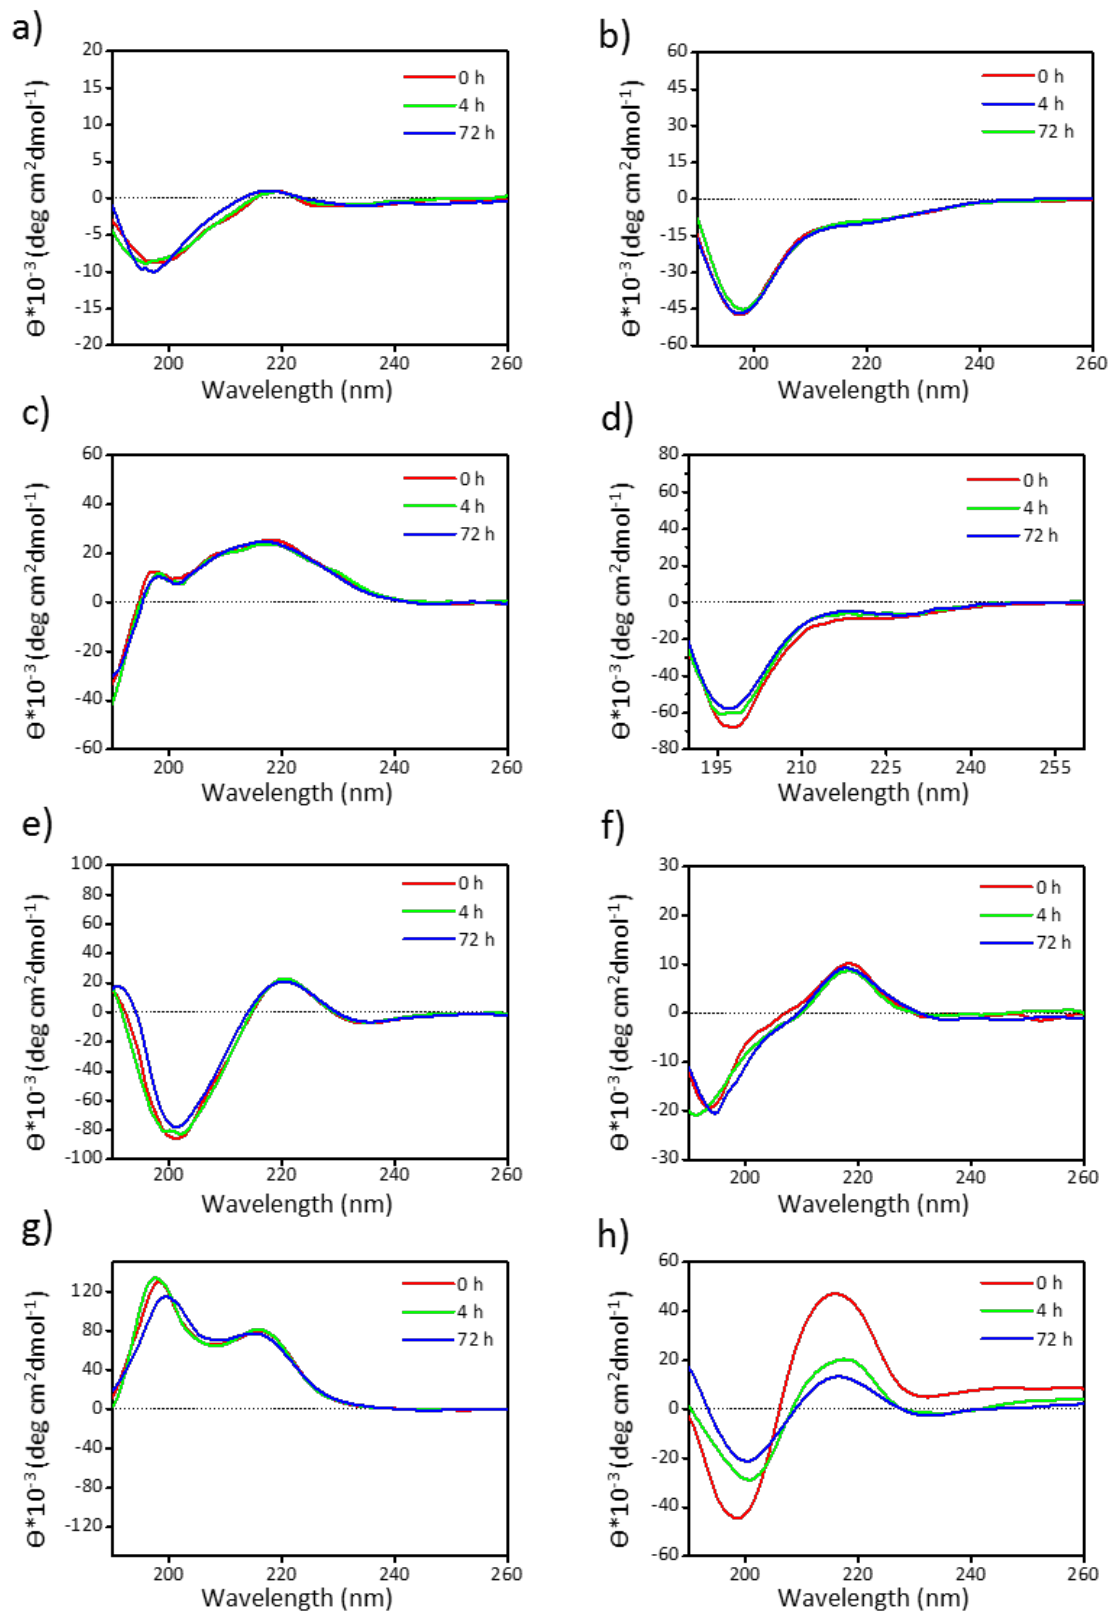 a)
20
15
10
5
0
-5
-10
-15
-20
Θ*10⁻³ (deg cm²dmol⁻¹)
0 h
4 h
72 h
200 220 240 260
Wavelength (nm)
b)
60
45
30
15
0
-15
-30
-45
-60
Θ*10⁻³ (deg cm²dmol⁻¹)
0 h
4 h
72 h
200 220 240 260
Wavelength (nm)
c)
60
40
20
0
-20
-40
-60
Θ*10⁻³ (deg cm²dmol⁻¹)
0 h
4 h
72 h
200 220 240 260
Wavelength (nm)
d)
80
60
40
20
0
-20
-40
-60
-80
Θ*10⁻³ (deg cm²dmol⁻¹)
0 h
4 h
72 h
195 210 225 240 255
Wavelength (nm)
e)
100
80
60
40
20
0
-20
-40
-60
-80
-100
Θ*10⁻³ (deg cm²dmol⁻¹)
0 h
4 h
72 h
200 220 240 260
Wavelength (nm)
f)
30
20
10
0
-10
-20
-30
Θ*10⁻³ (deg cm²dmol⁻¹)
0 h
4 h
72 h
200 220 240 260
Wavelength (nm)
g)
120
80
40
0
-40
-80
-120
Θ*10⁻³ (deg cm²dmol⁻¹)
0 h
4 h
72 h
200 220 240 260
Wavelength (nm)
h)
60
40
20
0
-20
-40
-60
Θ*10⁻³ (deg cm²dmol⁻¹)
0 h
4 h
72 h
200 220 240 260
Wavelength (nm)